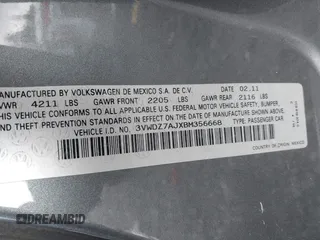 MANUFACTURED BY VOLKSWAGEN DE MEXICO S.A. DE C.V. DATE 02.11
GVWR 4211 LBS GAWR FRONT 2205 LBS GAWR REAR 2116 LBS
THIS VEHICLE CONFORMS TO ALL APPLICABLE U.S. FEDERAL MOTOR VEHICLE SAFETY, BUMPER,
AND THEFT PREVENTION STANDARDS IN EFFECT ON THE DATE OF MANUFACTURE SHOWN ABOVE.
VEHICLE I.D. NO.: 3VWDZ7AJXBM356668 TYPE: PASSENGER CAR
DREAMBID